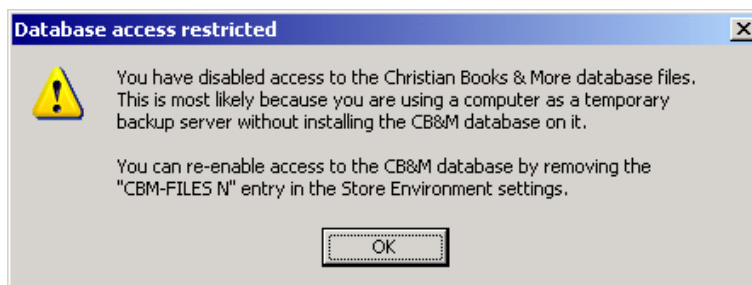 Database access restricted
You have disabled access to the Christian Books & More database files.
This is most likely because you are using a computer as a temporary
backup server without installing the CB&M database on it.
You can re-enable access to the CB&M database by removing the
"CBM-FILES N" entry in the Store Environment settings.
OK